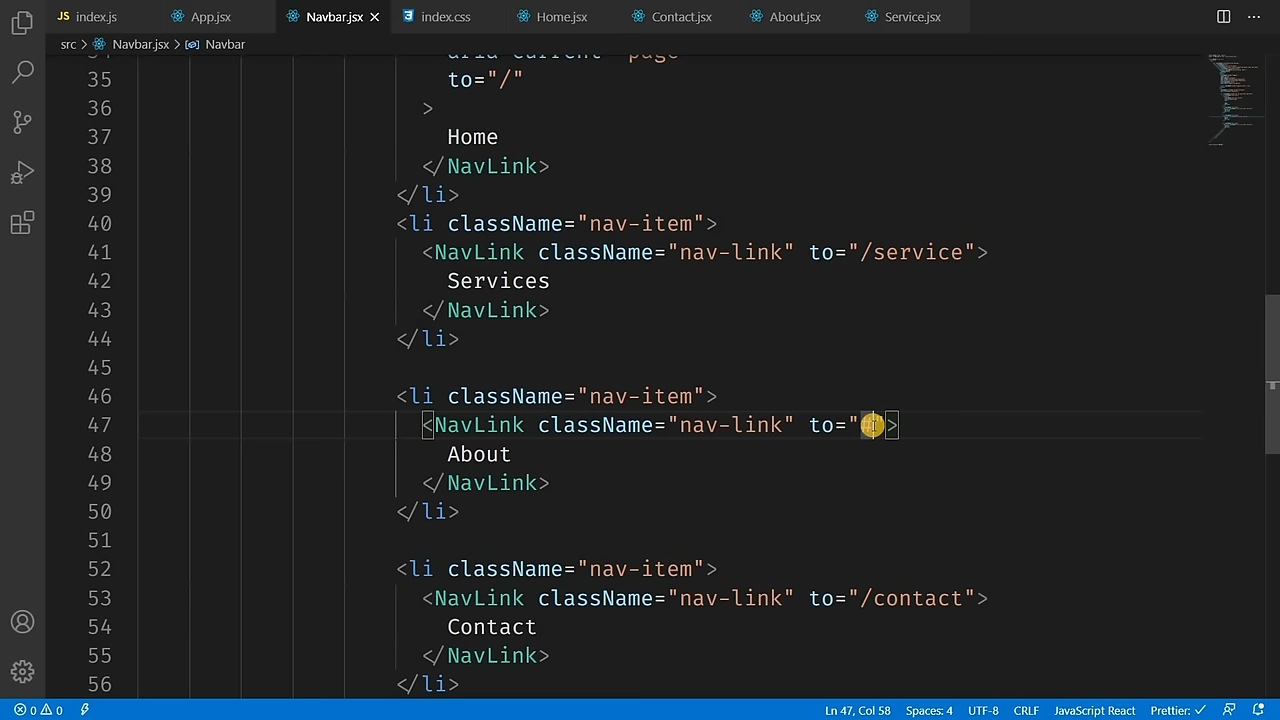 JS index.js App.jsx Navbar.jsx index.css Home.jsx Contact.jsx About.jsx Service.jsx
src > Navbar.jsx > Navbar
35 to="/"
36 >
37 Home
38 </NavLink>
39 </li>
40 <li className="nav-item">
41 <NavLink className="nav-link" to="/service">
42 Services
43 </NavLink>
44 </li>
45
46 <li className="nav-item">
47 <NavLink className="nav-link" to="">
48 About
49 </NavLink>
50 </li>
51
52 <li className="nav-item">
53 <NavLink className="nav-link" to="/contact">
54 Contact
55 </NavLink>
56 </li>
0 0 Ln 47, Col 58 Spaces: 4 UTF-8 CRLF JavaScript React Prettier: ✓